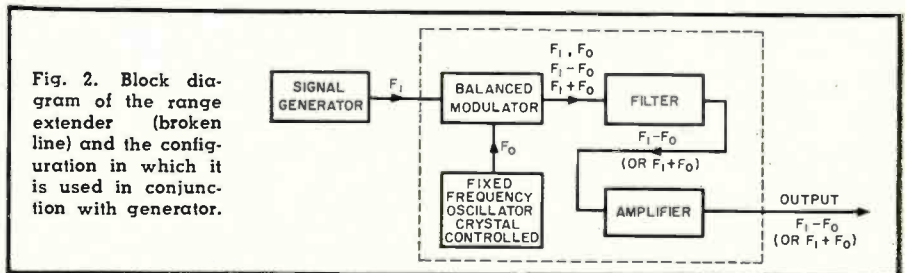 Fig. 2. Block dia-
gram of the range
extender (broken
line) and the config-
uration in which it
is used in conjunc-
tion with generator.
SIGNAL
GENERATOR
F₁
BALANCED
MODULATOR
F₁, F₀
F₁-F₀
F₁+F₀
FILTER
F₀
FIXED
FREQUENCY
OSCILLATOR
CRYSTAL
CONTROLLED
F₁-F₀
(OR F₁+F₀)
AMPLIFIER
OUTPUT
F₁-F₀
(OR F₁+F₀)